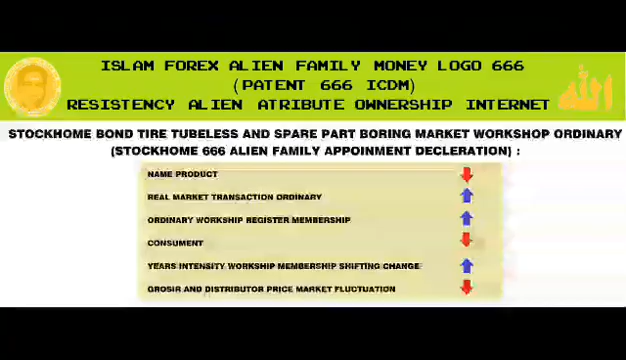 ISLAM FOREX ALIEN FAMILY MONEY LOGO 666
(PATENT 666 ICDM)
RESISTENCY ALIEN ATRIBUTE OWNERSHIP INTERNET
الله
STOCKHOME BOND TIRE TUBELESS AND SPARE PART BORING MARKET WORKSHOP ORDINARY
(STOCKHOME 666 ALIEN FAMILY APPOINMENT DECLERATION) :
NAME PRODUCT
REAL MARKET TRANSACTION ORDINARY
ORDINARY WORKSHIP REGISTER MEMBERSHIP
CONSUMENT
YEARS INTENSITY WORKSHIP MEMBERSHIP SHIFTING CHANGE
GROSIR AND DISTRIBUTOR PRICE MARKET FLUCTUATION